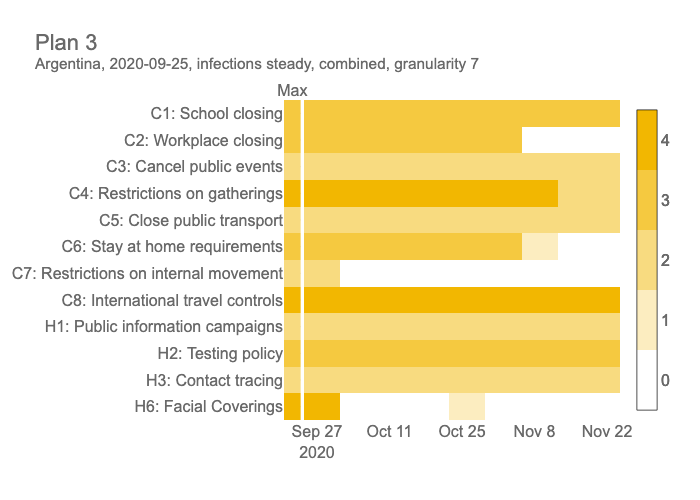 Plan 3
Argentina, 2020-09-25, infections steady, combined, granularity 7
Max
C1: School closing
C2: Workplace closing
C3: Cancel public events
C4: Restrictions on gatherings
C5: Close public transport
C6: Stay at home requirements
C7: Restrictions on internal movement
C8: International travel controls
H1: Public information campaigns
H2: Testing policy
H3: Contact tracing
H6: Facial Coverings
4
3
2
1
0
Sep 27 Oct 11 Oct 25 Nov 8 Nov 22
2020